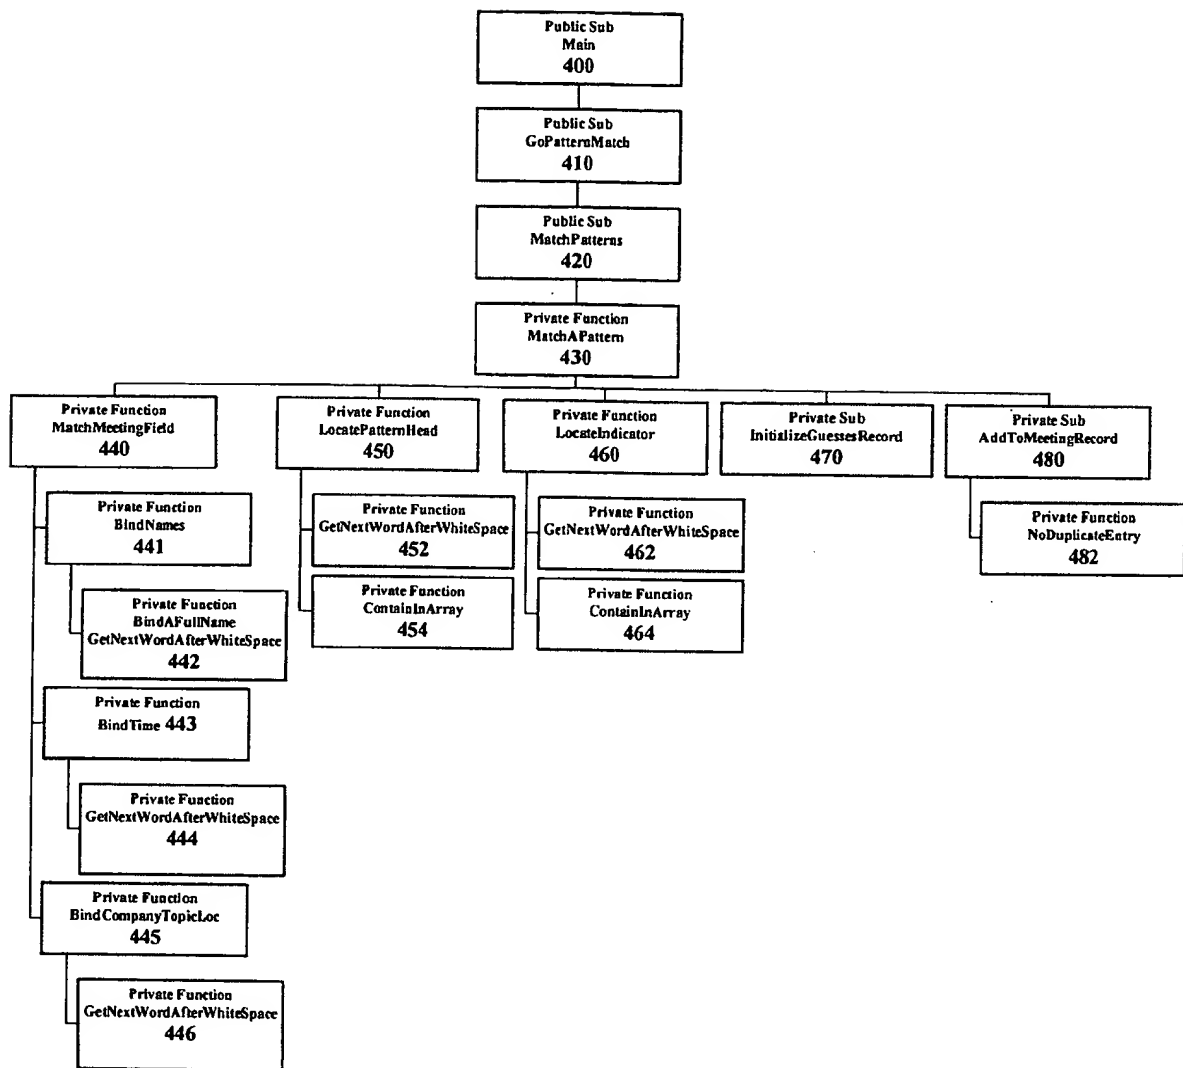 Public Sub
Main
400
Public Sub
GoPatternMatch
410
Public Sub
MatchPatterns
420
Private Function
MatchAPattern
430
Private Function
MatchMeetingField
440
Private Function
BindNames
441
Private Function
BindAFullName
GetNextWordAfterWhiteSpace
442
Private Function
BindTime 443
Private Function
GetNextWordAfterWhiteSpace
444
Private Function
BindCompanyTopicLoc
445
Private Function
GetNextWordAfterWhiteSpace
446
Private Function
LocatePatternHead
450
Private Function
GetNextWordAfterWhiteSpace
452
Private Function
ContainInArray
454
Private Function
LocateIndicator
460
Private Function
GetNextWordAfterWhiteSpace
462
Private Function
ContainInArray
464
Private Sub
InitializeGuessesRecord
470
Private Sub
AddToMeetingRecord
480
Private Function
NoDuplicateEntry
482